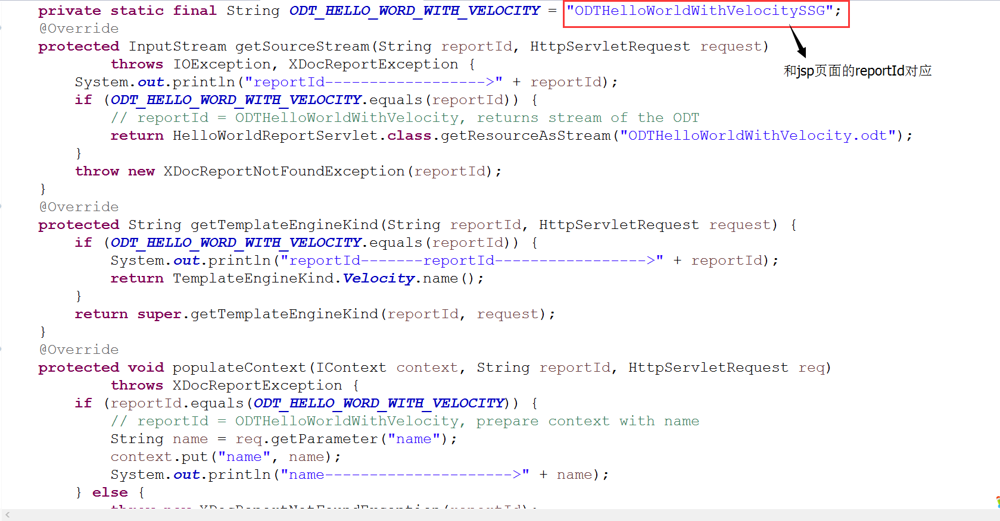 private static final String ODT_HELLO_WORD_WITH_VELOCITY = "ODTHelloWorldWithVelocitySSG";
@Override
protected InputStream getSourceStream(String reportId, HttpServletRequest request)
throws IOException, XDocReportException {
和jsp页面的reportId对应
System.out.println("reportId------------------>" + reportId);
if (ODT_HELLO_WORD_WITH_VELOCITY.equals(reportId)) {
// reportId = ODTHelloWorldWithVelocity, returns stream of the ODT
return HelloWorldReportServlet.class.getResourceAsStream("ODTHelloWorldWithVelocity.odt");
}
throw new XDocReportNotFoundException(reportId);
}
@Override
protected String getTemplateEngineKind(String reportId, HttpServletRequest request) {
if (ODT_HELLO_WORD_WITH_VELOCITY.equals(reportId)) {
System.out.println("reportId-------reportId----------------->" + reportId);
return TemplateEngineKind.Velocity.name();
}
return super.getTemplateEngineKind(reportId, request);
}
@Override
protected void populateContext(IContext context, String reportId, HttpServletRequest req)
throws XDocReportException {
if (reportId.equals(ODT_HELLO_WORD_WITH_VELOCITY)) {
// reportId = ODTHelloWorldWithVelocity, prepare context with name
String name = req.getParameter("name");
context.put("name", name);
System.out.println("name--------------------->" + name);
} else {
throw new XDocReportNotFoundException(reportId);